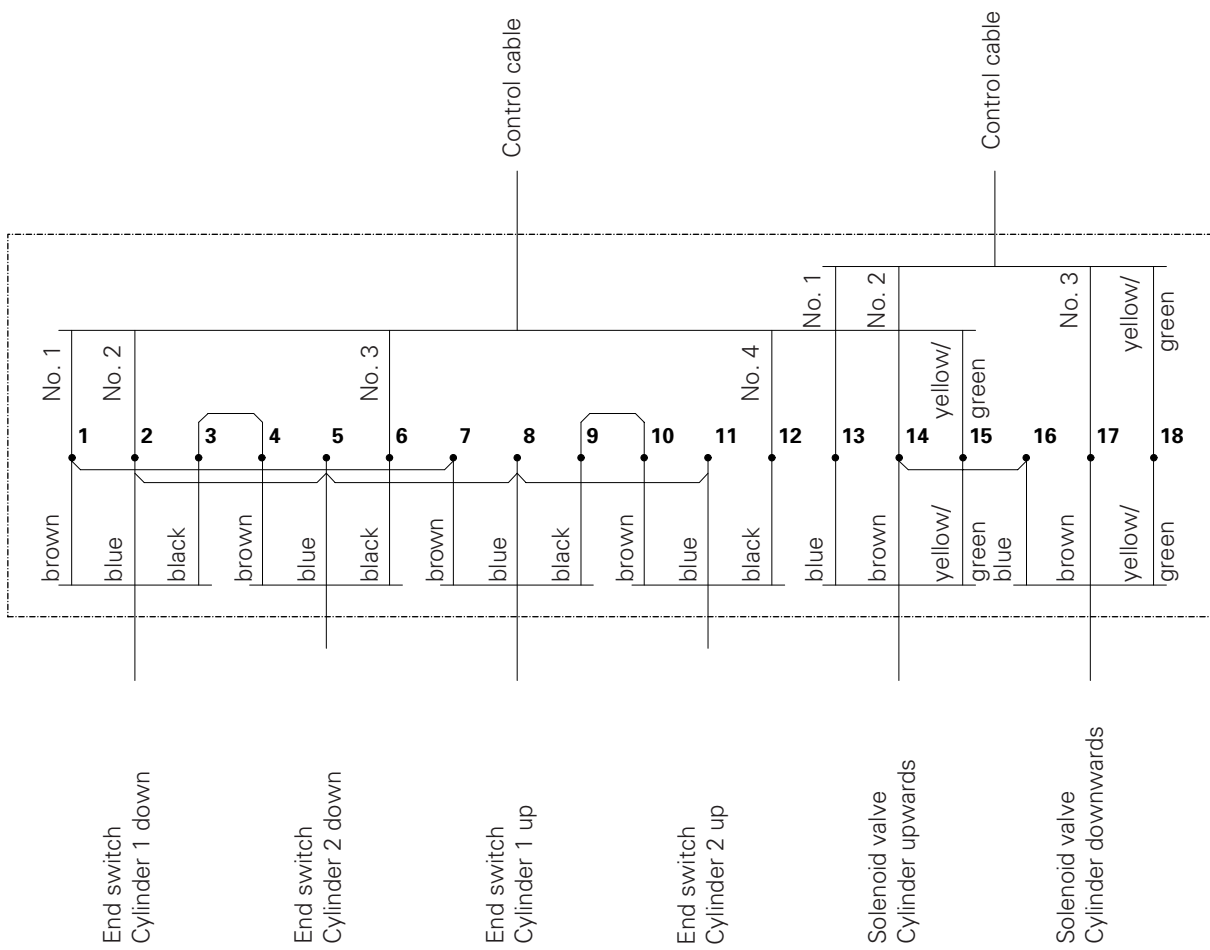 Control cable
Control cable
No. 1
No. 2
No. 3
No. 4
yellow/
green
No. 1
No. 2
No. 3
yellow/
green
1
2
3
4
5
6
7
8
9
10
11
12
13
14
15
16
17
18
brown
blue
black
brown
blue
black
brown
blue
black
brown
blue
black
blue
brown
yellow/
green
blue
brown
yellow/
green
End switch
Cylinder 1 down
End switch
Cylinder 2 down
End switch
Cylinder 1 up
End switch
Cylinder 2 up
Solenoid valve
Cylinder upwards
Solenoid valve
Cylinder downwards